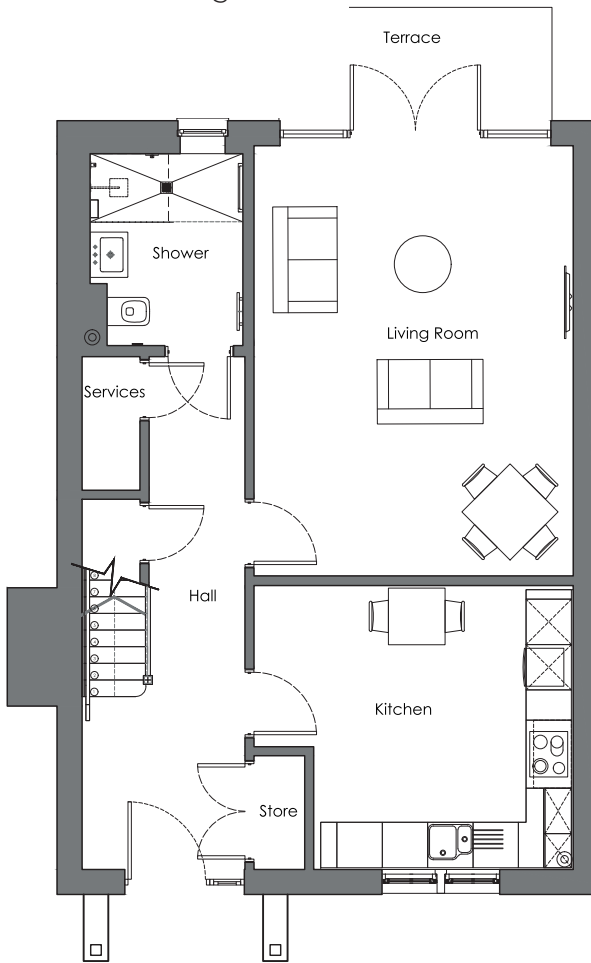 Terrace
Shower
Living Room
Services
Hall
Kitchen
Store